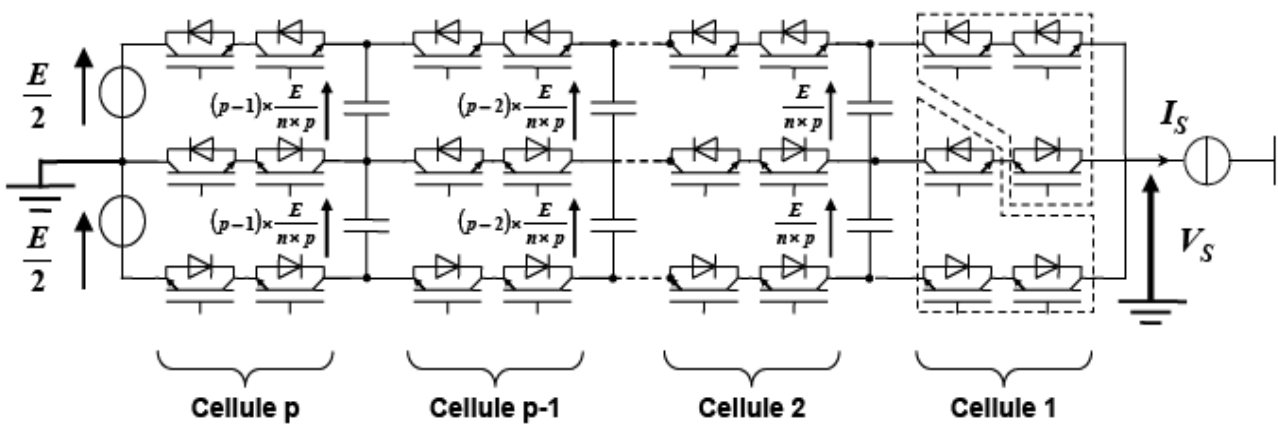 E/2
(p−1)×E/(n×p)
(p−2)×E/(n×p)
E/(n×p)
I_S
E/2
(p−1)×E/(n×p)
(p−2)×E/(n×p)
E/(n×p)
V_S
Cellule p
Cellule p-1
Cellule 2
Cellule 1